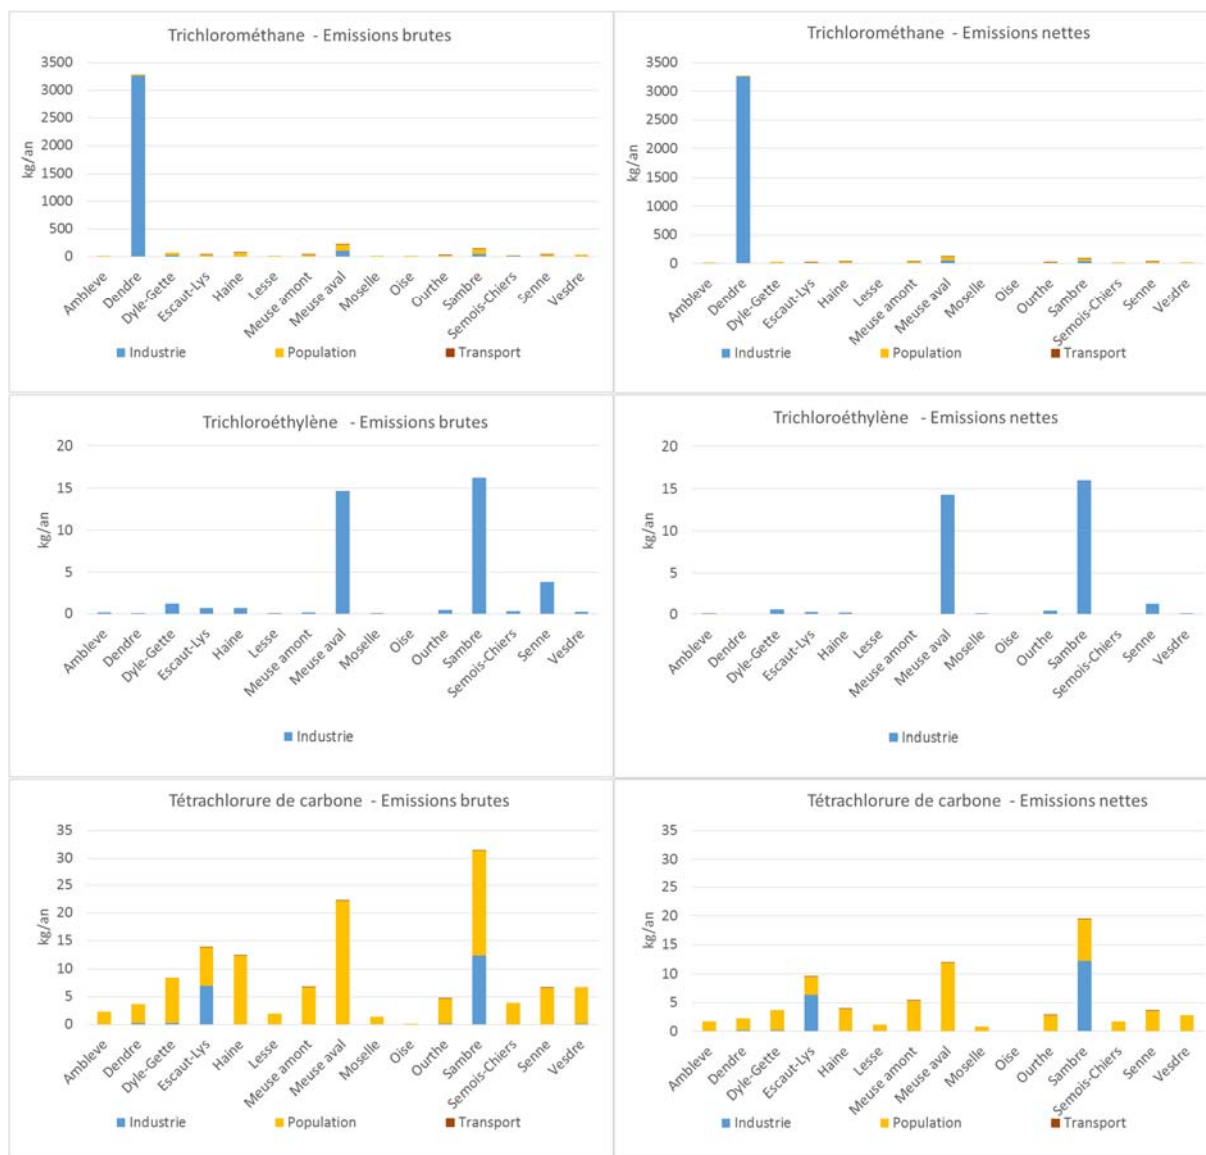 Trichlorométhane - Emissions brutes
3500
3000
2500
2000
1500
1000
500
0
kg/an
Ambleve
Dendre
Dyle-Gette
Escaut-Lys
Haine
Lesse
Meuse amont
Meuse aval
Moselle
Oise
Ourthe
Sambre
Semois-Chiers
Senne
Vesdre
Industrie Population Transport
Trichlorométhane - Emissions nettes
3500
3000
2500
2000
1500
1000
500
0
kg/an
Ambleve
Dendre
Dyle-Gette
Escaut-Lys
Haine
Lesse
Meuse amont
Meuse aval
Moselle
Oise
Ourthe
Sambre
Semois-Chiers
Senne
Vesdre
Industrie Population Transport
Trichloroéthylène - Emissions brutes
20
15
10
5
0
kg/an
Ambleve
Dendre
Dyle-Gette
Escaut-Lys
Haine
Lesse
Meuse amont
Meuse aval
Moselle
Oise
Ourthe
Sambre
Semois-Chiers
Senne
Vesdre
Industrie
Trichloroéthylène - Emissions nettes
20
15
10
5
0
kg/an
Ambleve
Dendre
Dyle-Gette
Escaut-Lys
Haine
Lesse
Meuse amont
Meuse aval
Moselle
Oise
Ourthe
Sambre
Semois-Chiers
Senne
Vesdre
Industrie
Tétrachlorure de carbone - Emissions brutes
35
30
25
20
15
10
5
0
kg/an
Ambleve
Dendre
Dyle-Gette
Escaut-Lys
Haine
Lesse
Meuse amont
Meuse aval
Moselle
Oise
Ourthe
Sambre
Semois-Chiers
Senne
Vesdre
Industrie Population Transport
Tétrachlorure de carbone - Emissions nettes
35
30
25
20
15
10
5
0
kg/an
Ambleve
Dendre
Dyle-Gette
Escaut-Lys
Haine
Lesse
Meuse amont
Meuse aval
Moselle
Oise
Ourthe
Sambre
Semois-Chiers
Senne
Vesdre
Industrie Population Transport